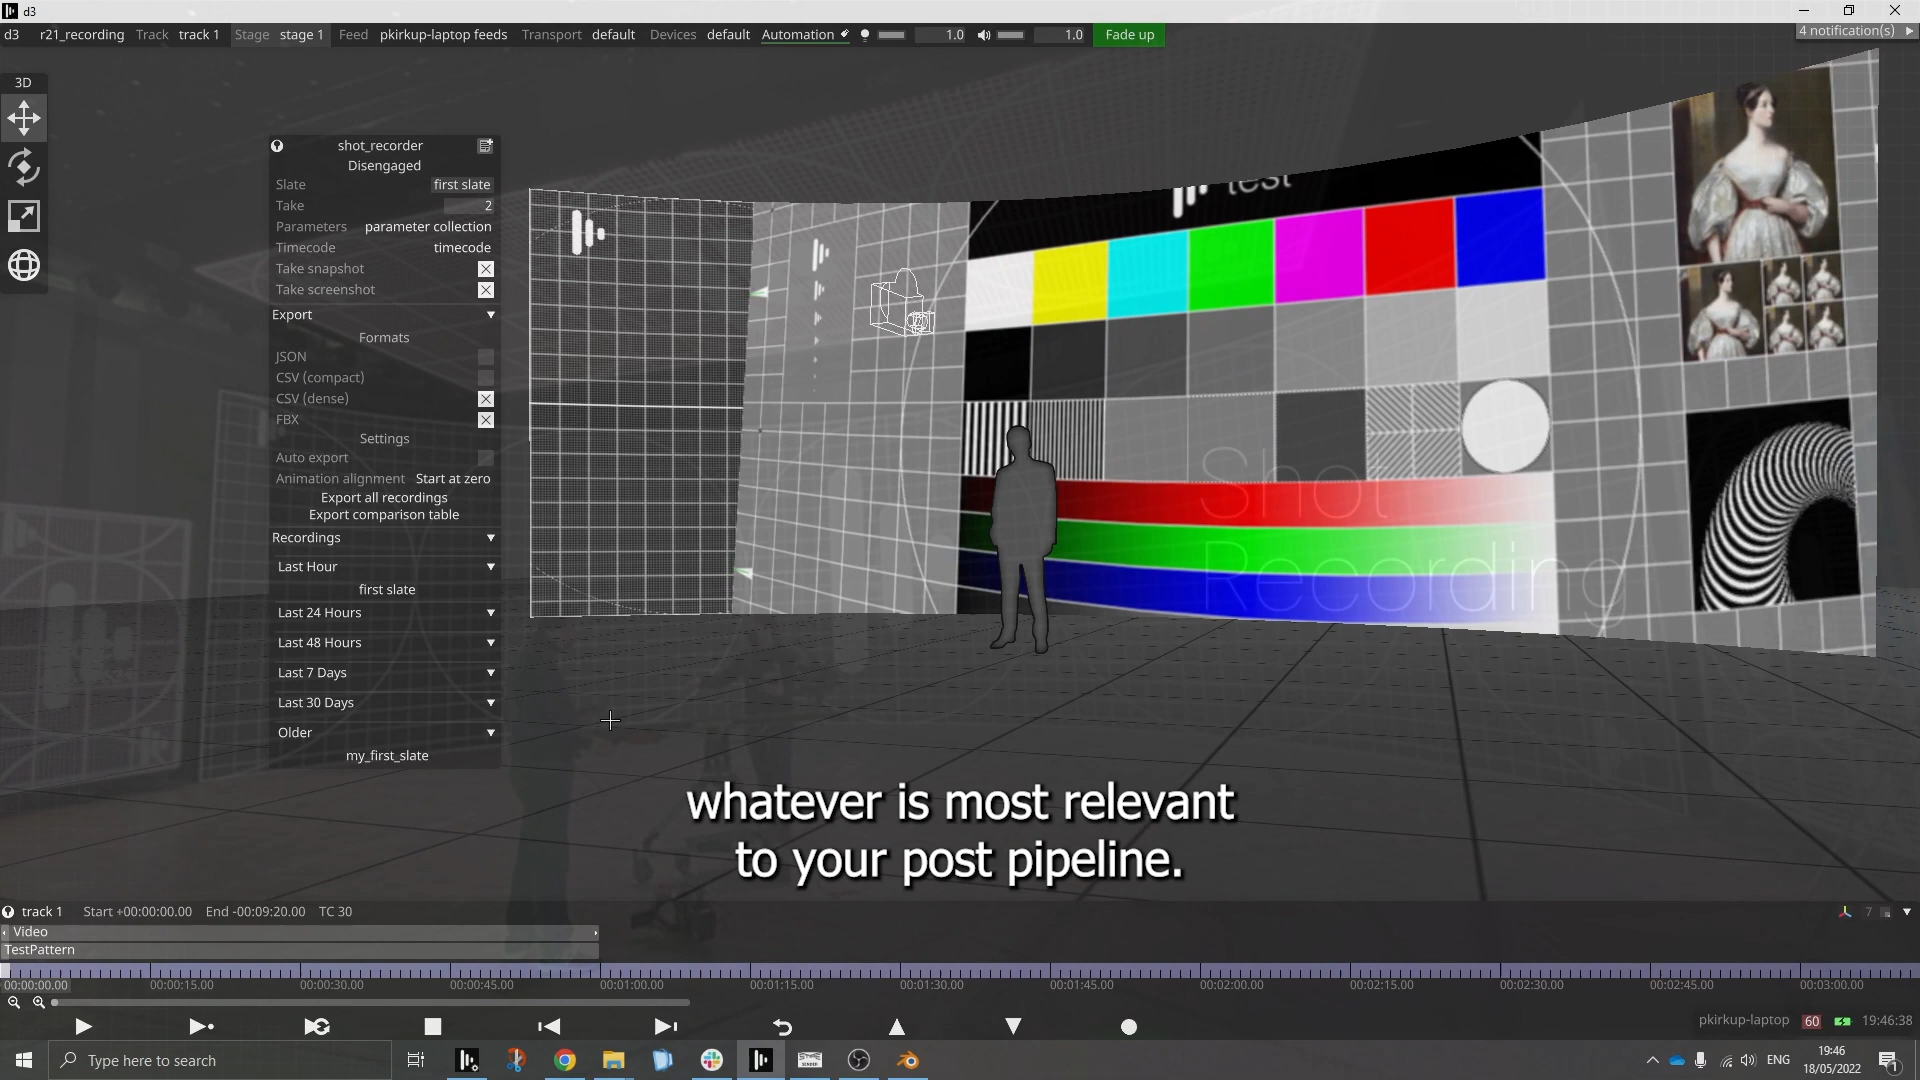 d3
d3 r21_recording Track track 1 Stage stage 1 Feed pkirkup-laptop feeds Transport default Devices default Automation 1.0 1.0 Fade up 4 notification(s)
3D
shot_recorder
Disengaged
Slate first slate
Take 2
Parameters parameter collection
Timecode timecode
Take snapshot
Take screenshot
Export
Formats
JSON
CSV (compact)
CSV (dense)
FBX
Settings
Auto export
Animation alignment Start at zero
Export all recordings
Export comparison table
Recordings
Last Hour
first slate
Last 24 Hours
Last 48 Hours
Last 7 Days
Last 30 Days
Older
my_first_slate
test
Shot
Recording
whatever is most relevant
to your post pipeline.
track 1 Start +00:00:00.00 End -00:09:20.00 TC 30 7
Video
TestPattern
00:00:00.00 00:00:15.00 00:00:30.00 00:00:45.00 00:01:00.00 00:01:15.00 00:01:30.00 00:01:45.00 00:02:00.00 00:02:15.00 00:02:30.00 00:02:45.00 00:03:00.00
pkirkup-laptop 60 19:46:38
Type here to search
ENG
19:46
18/05/2022
1